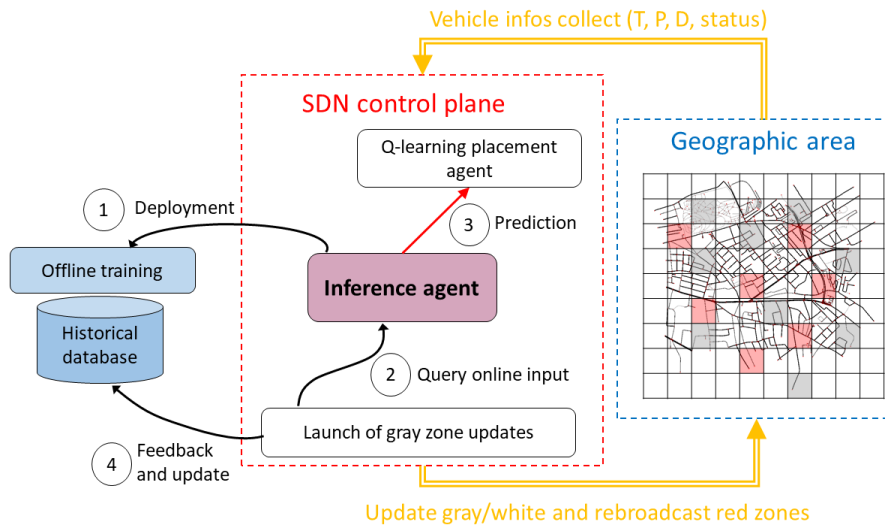 Vehicle infos collect (T, P, D, status)
SDN control plane
Geographic area
Q-learning placement
agent
1
Deployment
3
Prediction
Offline training
Inference agent
Historical
database
2
Query online input
Launch of gray zone updates
4
Feedback
and update
Update gray/white and rebroadcast red zones